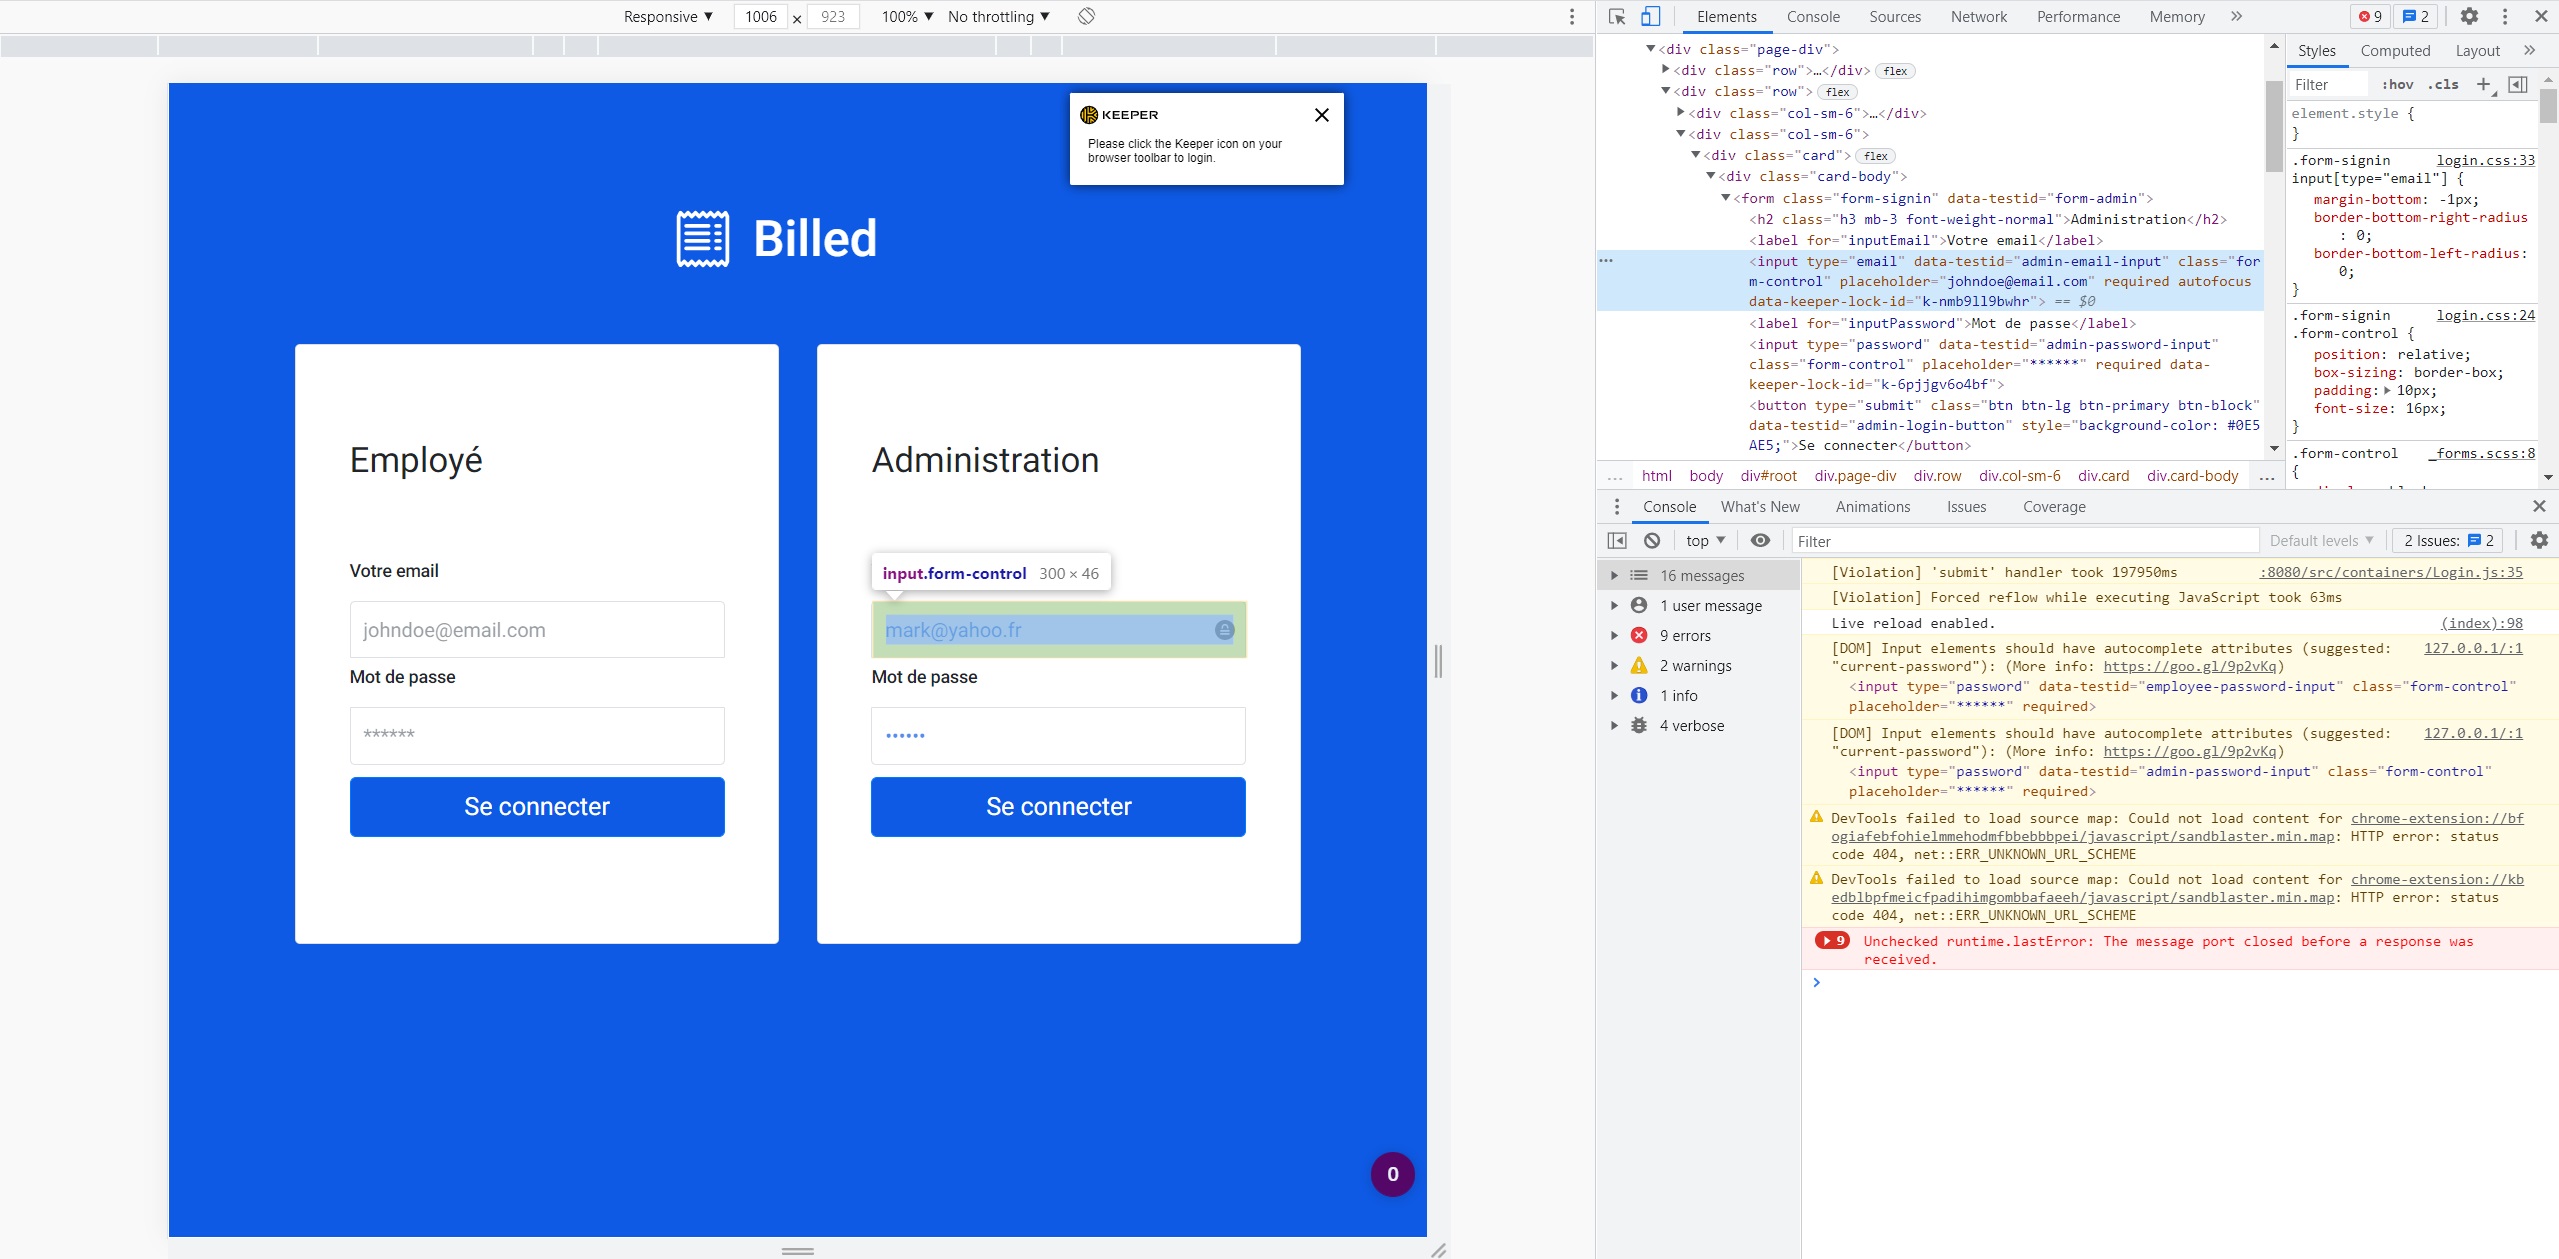 Responsive ▼ 1006 × 923 100% ▼ No throttling ▼
KEEPER
Please click the Keeper icon on your
browser toolbar to login.
Billed
Employé
Votre email
johndoe@email.com
Mot de passe
******
Se connecter
Administration
input.form-control 300 × 46
mark@yahoo.fr
Mot de passe
••••••
Se connecter
0
Elements Console Sources Network Performance Memory » 9 2
▼<div class="page-div">
▶<div class="row">…</div> flex
▼<div class="row"> flex
▶<div class="col-sm-6">…</div>
▼<div class="col-sm-6">
▼<div class="card"> flex
▼<div class="card-body">
▼<form class="form-signin" data-testid="form-admin">
<h2 class="h3 mb-3 font-weight-normal">Administration</h2>
<label for="inputEmail">Votre email</label>
… <input type="email" data-testid="admin-email-input" class="for
m-control" placeholder="johndoe@email.com" required autofocus
data-keeper-lock-id="k-nmb9ll9bwhr"> == $0
<label for="inputPassword">Mot de passe</label>
<input type="password" data-testid="admin-password-input"
class="form-control" placeholder="******" required data-
keeper-lock-id="k-6pjjgv6o4bf">
<button type="submit" class="btn btn-lg btn-primary btn-block"
data-testid="admin-login-button" style="background-color: #0E5
AE5;">Se connecter</button>
… html body div#root div.page-div div.row div.col-sm-6 div.card div.card-body …
Styles Computed Layout »
Filter :hov .cls +
element.style {
}
.form-signin login.css:33
input[type="email"] {
margin-bottom: -1px;
border-bottom-right-radius
: 0;
border-bottom-left-radius:
0;
}
.form-signin login.css:24
.form-control {
position: relative;
box-sizing: border-box;
padding: ▶ 10px;
font-size: 16px;
}
.form-control _forms.scss:8
{
Console What's New Animations Issues Coverage
top ▼ Filter Default levels ▼ 2 Issues: 2
16 messages
1 user message
9 errors
2 warnings
1 info
4 verbose
[Violation] 'submit' handler took 197950ms :8080/src/containers/Login.js:35
[Violation] Forced reflow while executing JavaScript took 63ms
Live reload enabled. (index):98
[DOM] Input elements should have autocomplete attributes (suggested: 127.0.0.1/:1
"current-password"): (More info: https://goo.gl/9p2vKq)
<input type="password" data-testid="employee-password-input" class="form-control"
placeholder="******" required>
[DOM] Input elements should have autocomplete attributes (suggested: 127.0.0.1/:1
"current-password"): (More info: https://goo.gl/9p2vKq)
<input type="password" data-testid="admin-password-input" class="form-control"
placeholder="******" required>
DevTools failed to load source map: Could not load content for chrome-extension://bf
ogiafebfohielmmehodmfbbebbbpei/javascript/sandblaster.min.map: HTTP error: status
code 404, net::ERR_UNKNOWN_URL_SCHEME
DevTools failed to load source map: Could not load content for chrome-extension://kb
edblbpfmeicfpadihimgombbafaeeh/javascript/sandblaster.min.map: HTTP error: status
code 404, net::ERR_UNKNOWN_URL_SCHEME
▶ 9 Unchecked runtime.lastError: The message port closed before a response was
received.
›